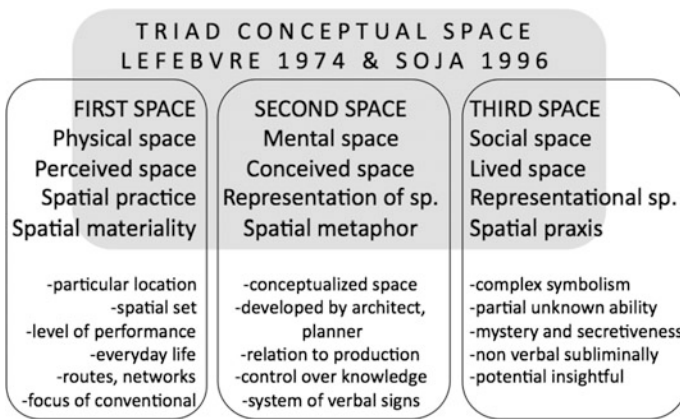 TRIAD CONCEPTUAL SPACE
LEFEBVRE 1974 & SOJA 1996
FIRST SPACE
Physical space
Perceived space
Spatial practice
Spatial materiality
-particular location
-spatial set
-level of performance
-everyday life
-routes, networks
-focus of conventional
SECOND SPACE
Mental space
Conceived space
Representation of sp.
Spatial metaphor
-conceptualized space
-developed by architect,
planner
-relation to production
-control over knowledge
-system of verbal signs
THIRD SPACE
Social space
Lived space
Representational sp.
Spatial praxis
-complex symbolism
-partial unknown ability
-mystery and secretiveness
-non verbal subliminally
-potential insightful